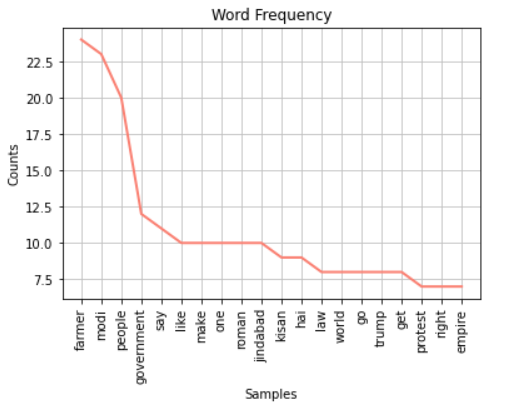 Word Frequency
Counts
22.5
20.0
17.5
15.0
12.5
10.0
7.5
farmer
modi
people
government
say
like
make
one
roman
jindabad
kisan
hai
law
world
go
trump
get
protest
right
empire
Samples